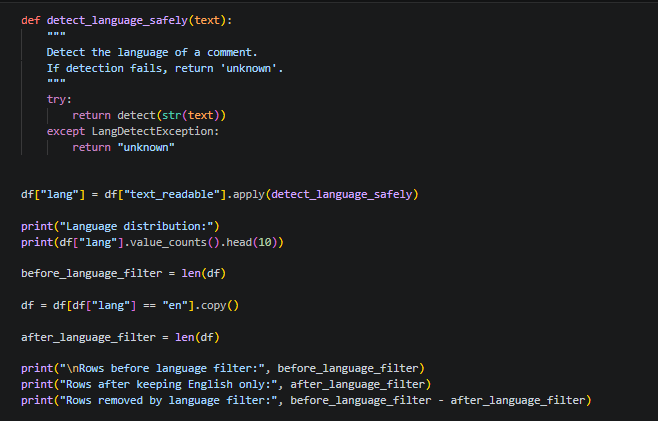 def detect_language_safely(text):
    """
    Detect the language of a comment.
    If detection fails, return 'unknown'.
    """
    try:
        return detect(str(text))
    except LangDetectException:
        return "unknown"
df["lang"] = df["text_readable"].apply(detect_language_safely)
print("Language distribution:")
print(df["lang"].value_counts().head(10))
before_language_filter = len(df)
df = df[df["lang"] == "en"].copy()
after_language_filter = len(df)
print("\nRows before language filter:", before_language_filter)
print("Rows after keeping English only:", after_language_filter)
print("Rows removed by language filter:", before_language_filter - after_language_filter)